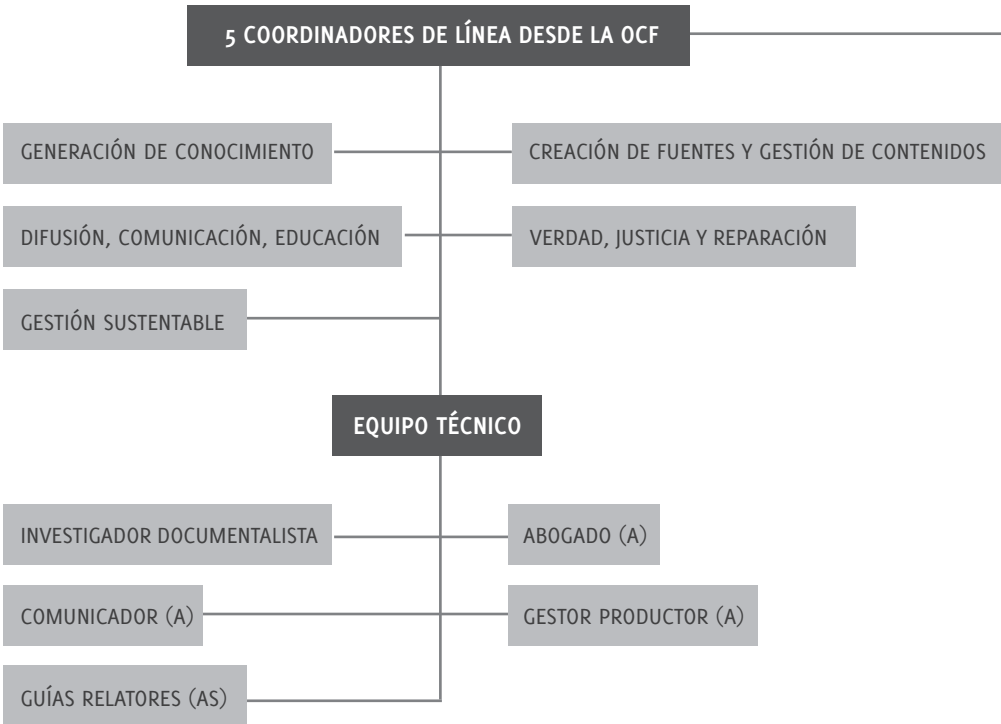 5 COORDINADORES DE LÍNEA DESDE LA OCF
GENERACIÓN DE CONOCIMIENTO
CREACIÓN DE FUENTES Y GESTIÓN DE CONTENIDOS
DIFUSIÓN, COMUNICACIÓN, EDUCACIÓN
VERDAD, JUSTICIA Y REPARACIÓN
GESTIÓN SUSTENTABLE
EQUIPO TÉCNICO
INVESTIGADOR DOCUMENTALISTA
ABOGADO (A)
COMUNICADOR (A)
GESTOR PRODUCTOR (A)
GUÍAS RELATORES (AS)